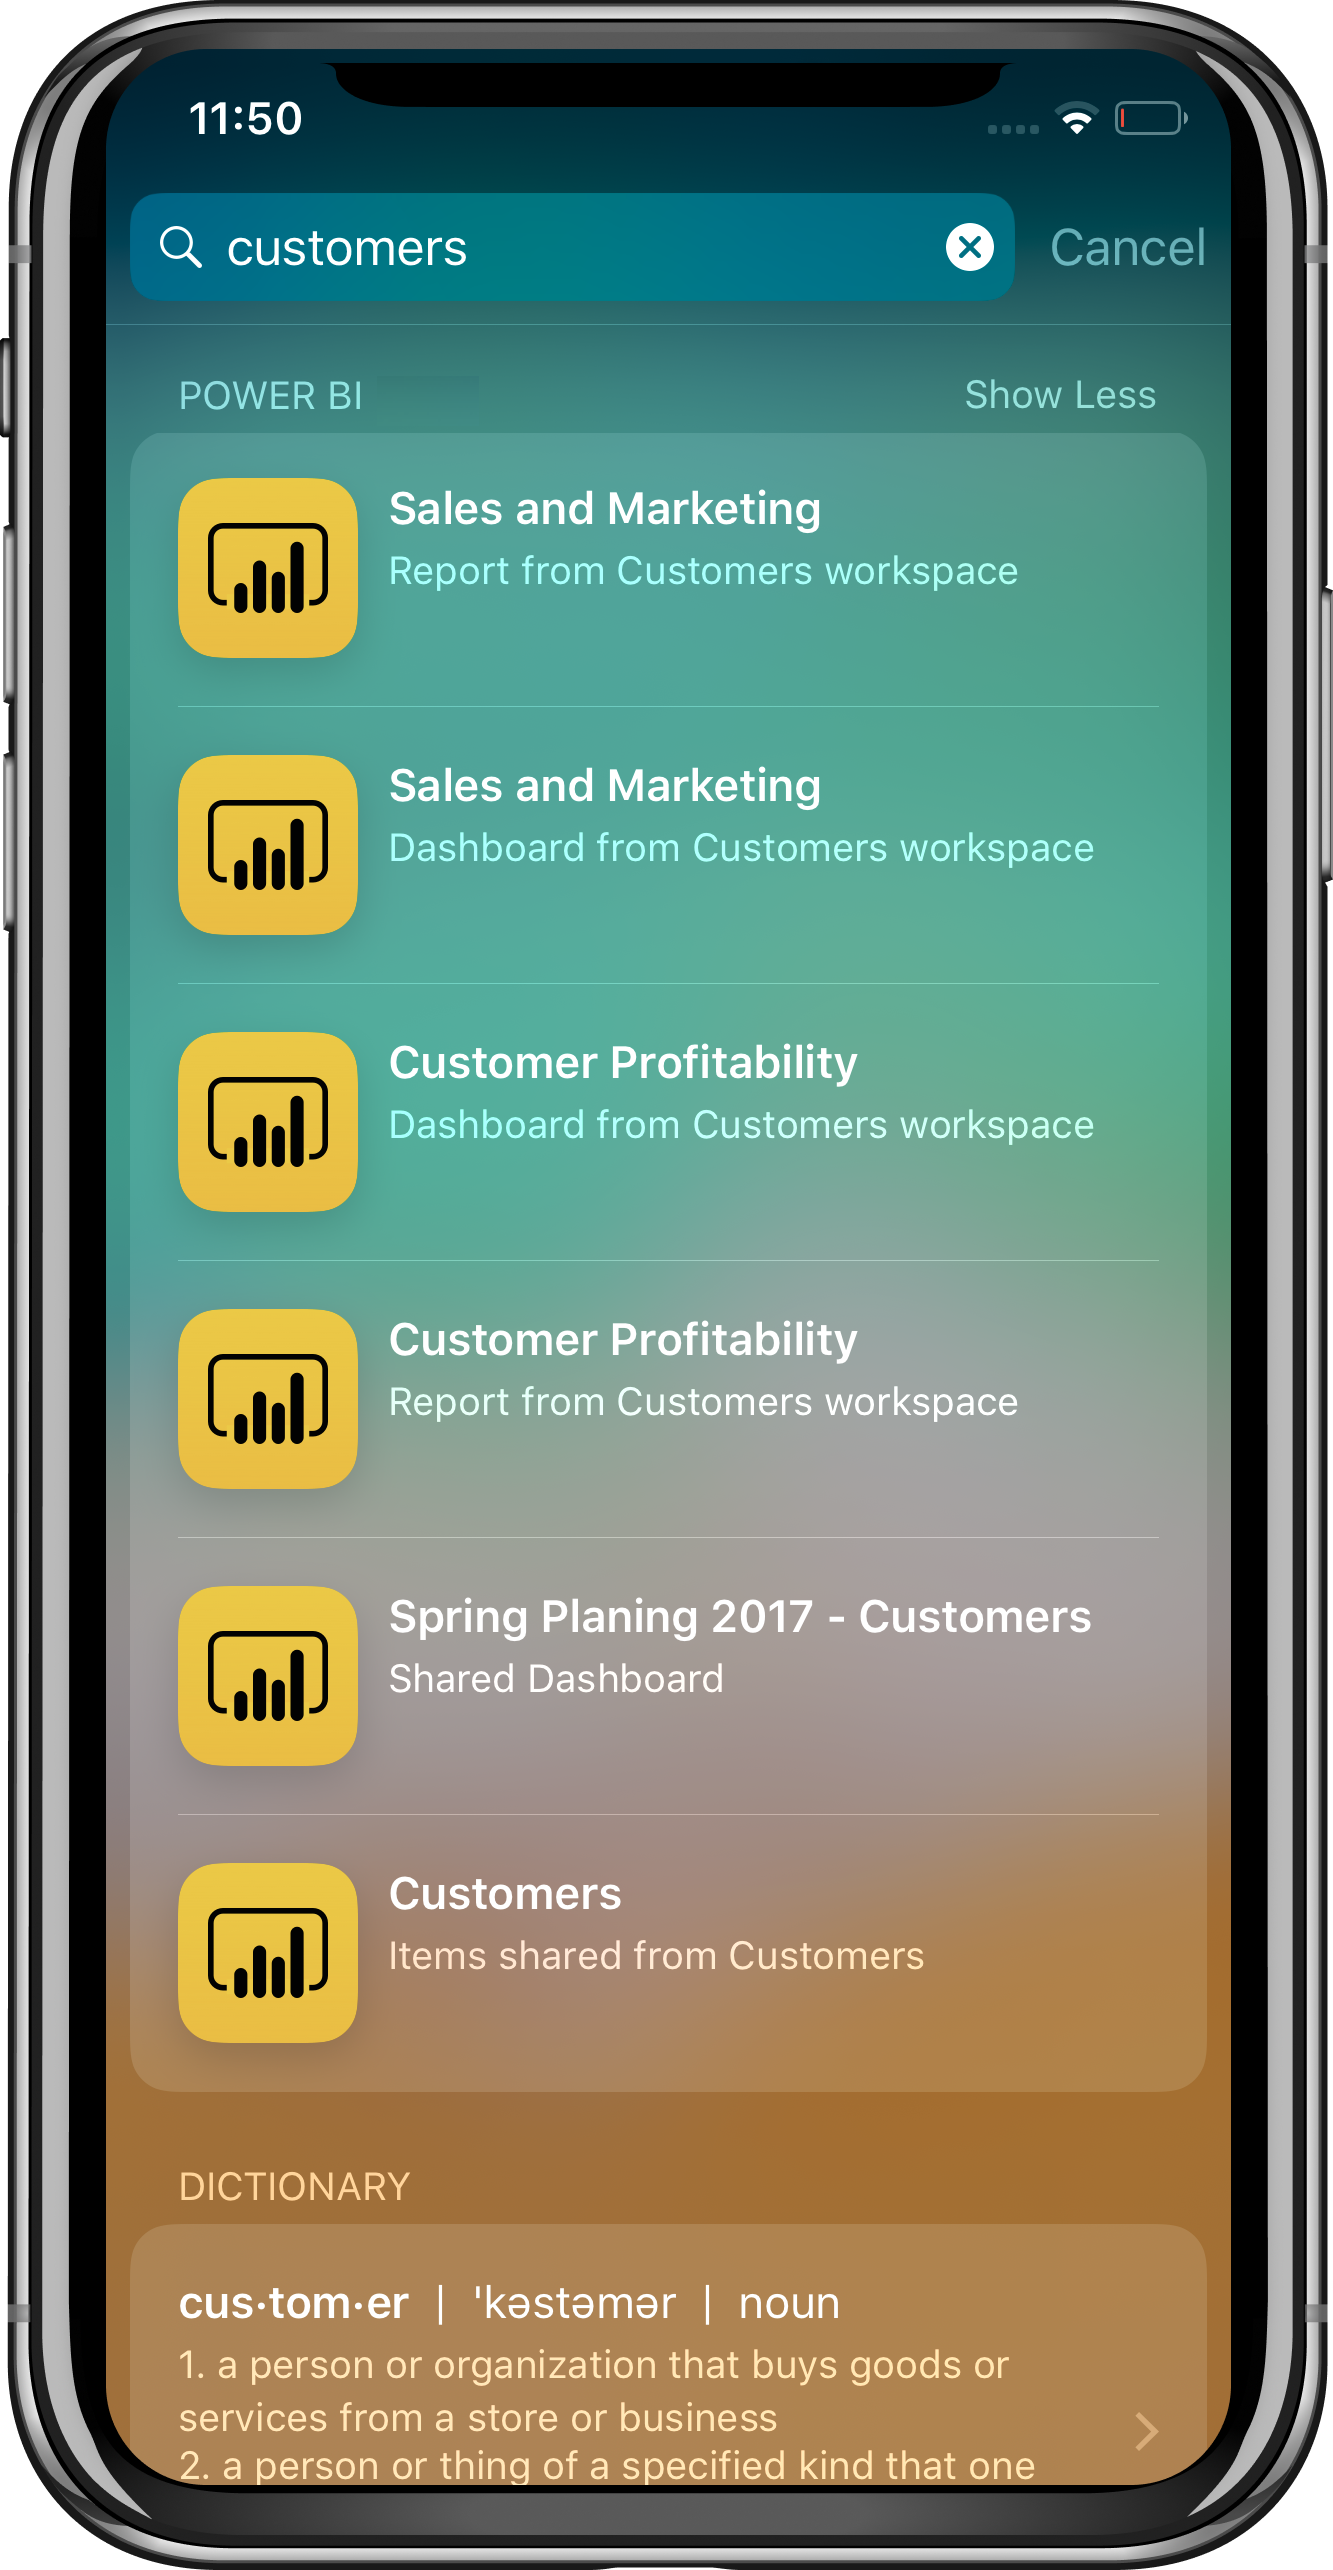 11:50
customers
Cancel
POWER BI
Show Less
Sales and Marketing
Report from Customers workspace
Sales and Marketing
Dashboard from Customers workspace
Customer Profitability
Dashboard from Customers workspace
Customer Profitability
Report from Customers workspace
Spring Planing 2017 - Customers
Shared Dashboard
Customers
Items shared from Customers
DICTIONARY
cus·tom·er | ˈkəstəmər | noun
1. a person or organization that buys goods or
services from a store or business
2. a person or thing of a specified kind that one